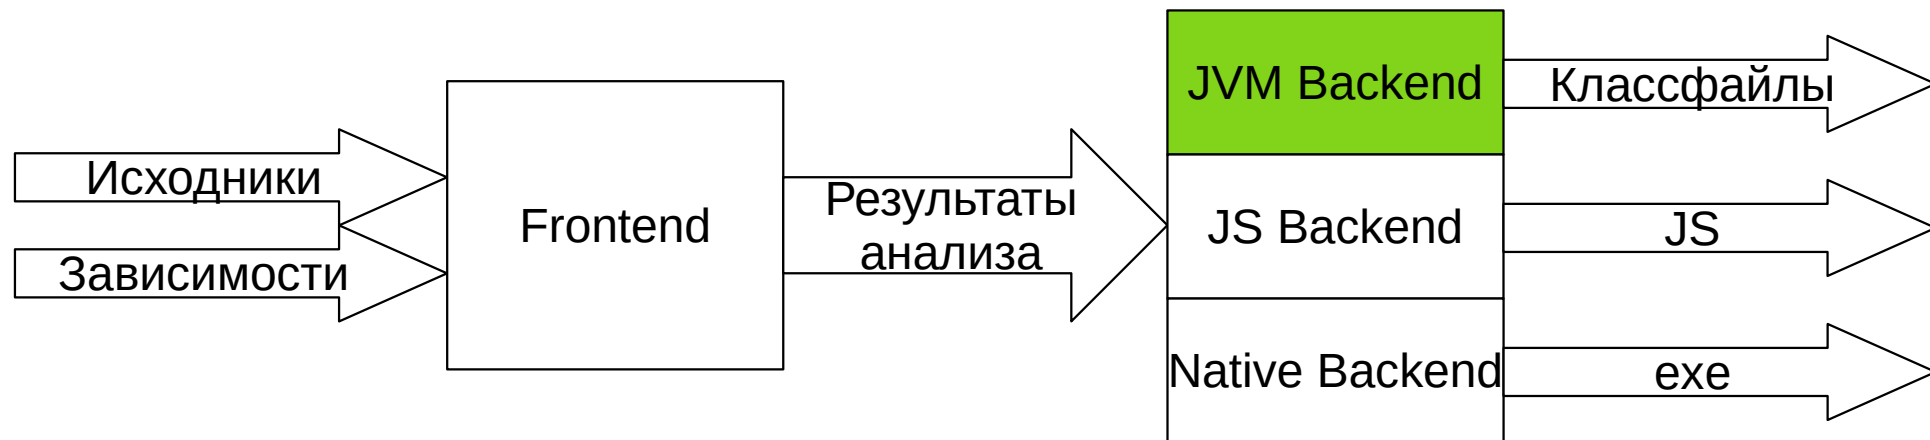 Исходники
Зависимости
Frontend
Результаты
анализа
JVM Backend
JS Backend
Native Backend
Классфайлы
JS
exe